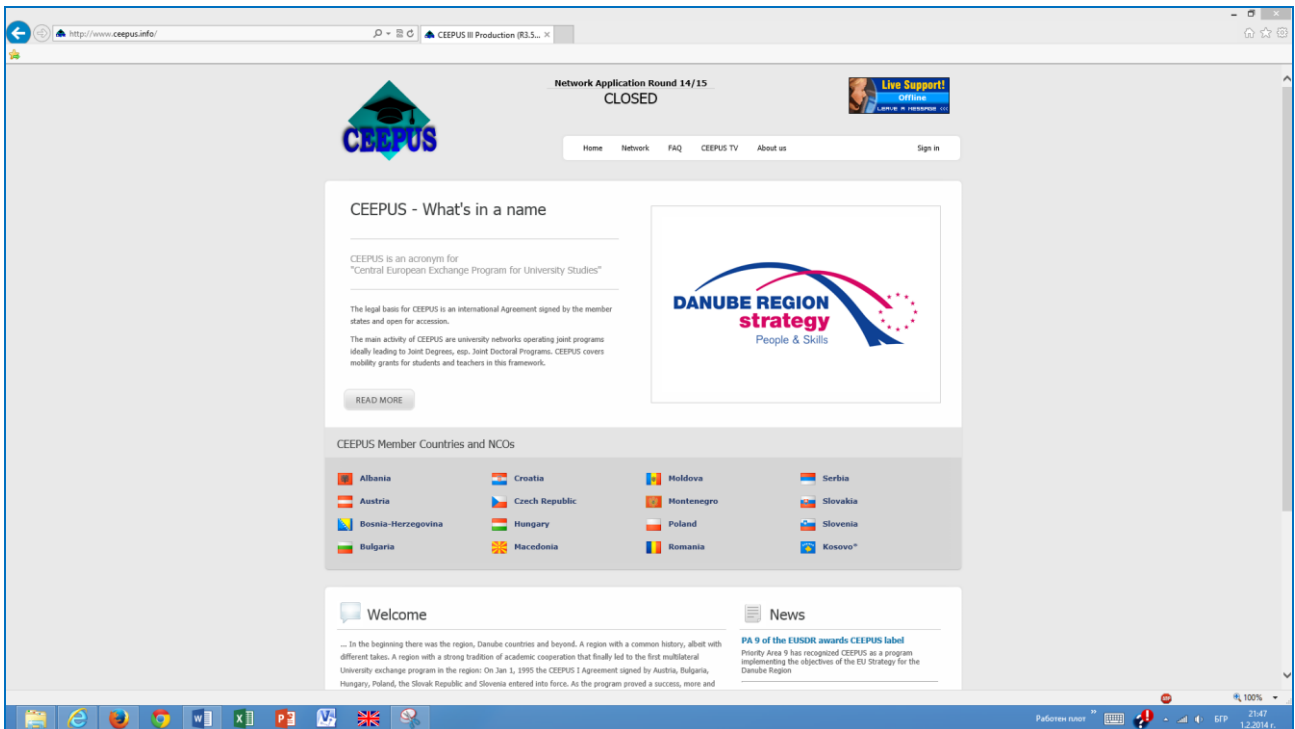 http://www.ceepus.info/
CEEPUS III Production (R3.5...
Network Application Round 14/15
CLOSED
Live Support!
Offline
LEAVE A MESSAGE <<<
CEEPUS
Home Network FAQ CEEPUS TV About us Sign in
CEEPUS - What's in a name
CEEPUS is an acronym for
"Central European Exchange Program for University Studies"
The legal basis for CEEPUS is an international Agreement signed by the member
states and open for accession.
The main activity of CEEPUS are university networks operating joint programs
ideally leading to Joint Degrees, esp. Joint Doctoral Programs. CEEPUS covers
mobility grants for students and teachers in this framework.
READ MORE
DANUBE REGION
strategy
People & Skills
CEEPUS Member Countries and NCOs
Albania Croatia Moldova Serbia
Austria Czech Republic Montenegro Slovakia
Bosnia-Herzegovina Hungary Poland Slovenia
Bulgaria Macedonia Romania Kosovo*
Welcome
... In the beginning there was the region, Danube countries and beyond. A region with a common history, albeit with
different takes. A region with a strong tradition of academic cooperation that finally led to the first multilateral
University exchange program in the region: On Jan 1, 1995 the CEEPUS I Agreement signed by Austria, Bulgaria,
Hungary, Poland, the Slovak Republic and Slovenia entered into force. As the program proved a success, more and
News
PA 9 of the EUSDR awards CEEPUS label
Priority Area 9 has recognized CEEPUS as a program
implementing the objectives of the EU Strategy for the
Danube Region
100%
Работен плот
БГР
21:47
1.2.2014 г.